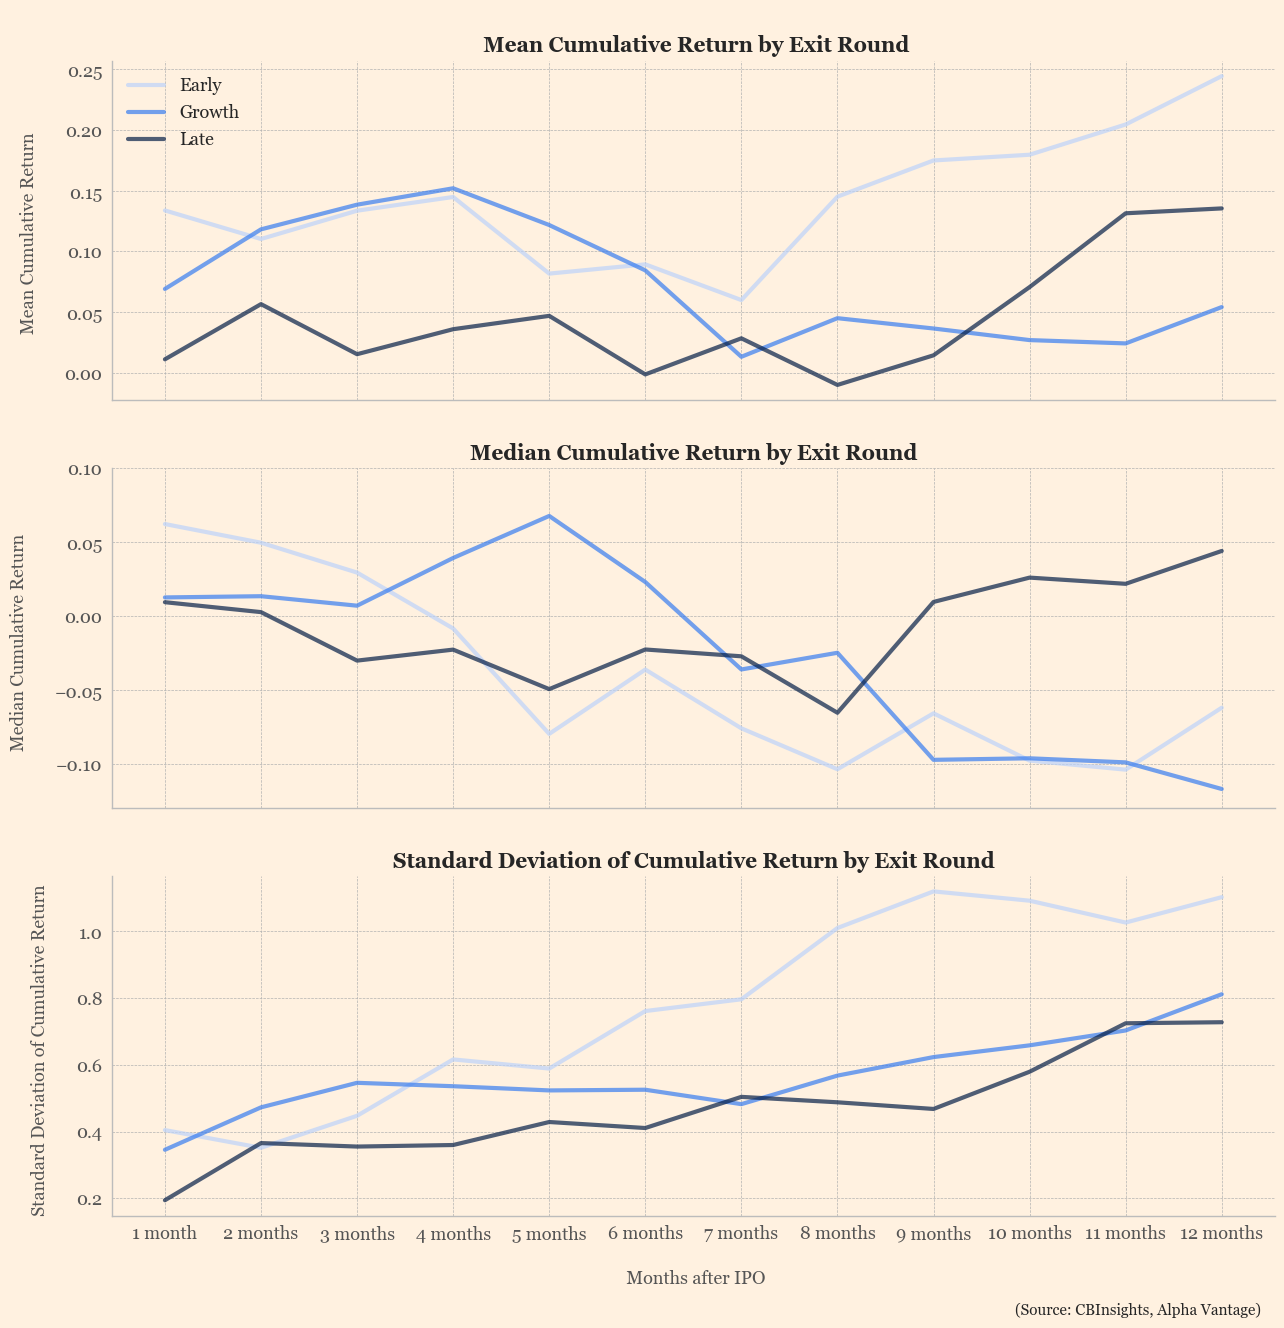 Mean Cumulative Return by Exit Round
Mean Cumulative Return
0.25
0.20
0.15
0.10
0.05
0.00
Early
Growth
Late
Median Cumulative Return by Exit Round
Median Cumulative Return
0.10
0.05
0.00
−0.05
−0.10
Standard Deviation of Cumulative Return by Exit Round
Standard Deviation of Cumulative Return
1.0
0.8
0.6
0.4
0.2
1 month 2 months 3 months 4 months 5 months 6 months 7 months 8 months 9 months 10 months 11 months 12 months
Months after IPO
(Source: CBInsights, Alpha Vantage)